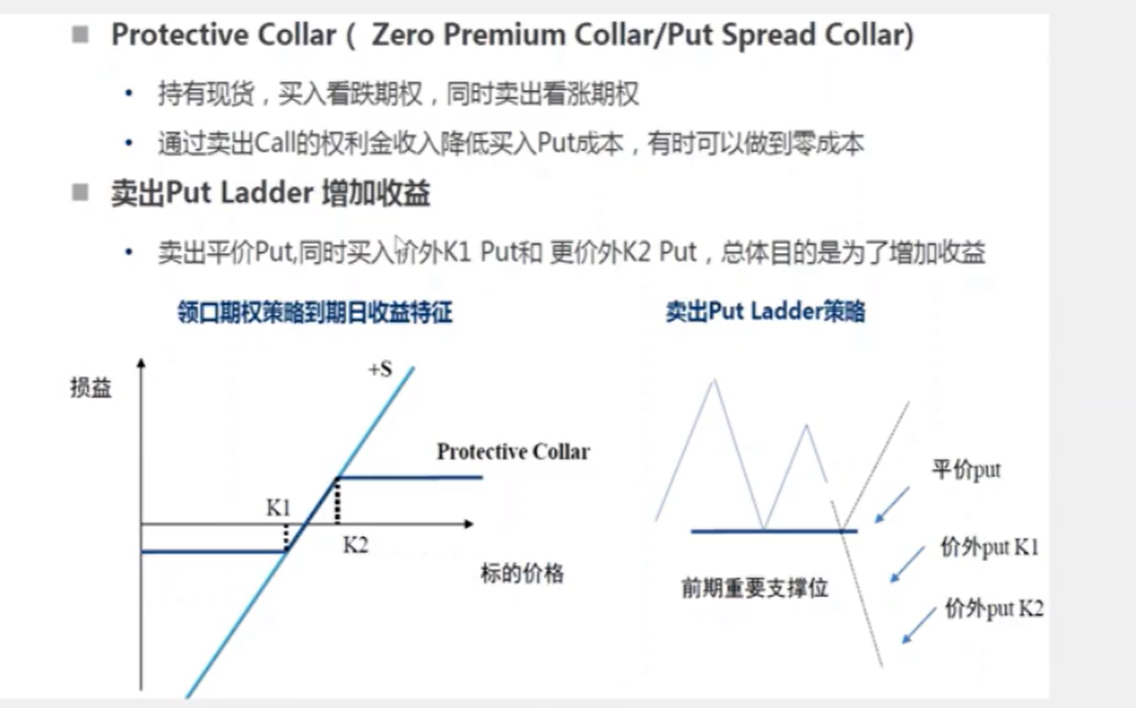 Protective Collar ( Zero Premium Collar/Put Spread Collar)
持有现货，买入看跌期权，同时卖出看涨期权
通过卖出Call的权利金收入降低买入Put成本，有时可以做到零成本
卖出Put Ladder 增加收益
卖出平价Put,同时买入价外K1 Put和 更价外K2 Put，总体目的是为了增加收益
领口期权策略到期日收益特征
卖出Put Ladder策略
损益
+S
Protective Collar
K1
K2
标的价格
平价put
价外put K1
价外put K2
前期重要支撑位